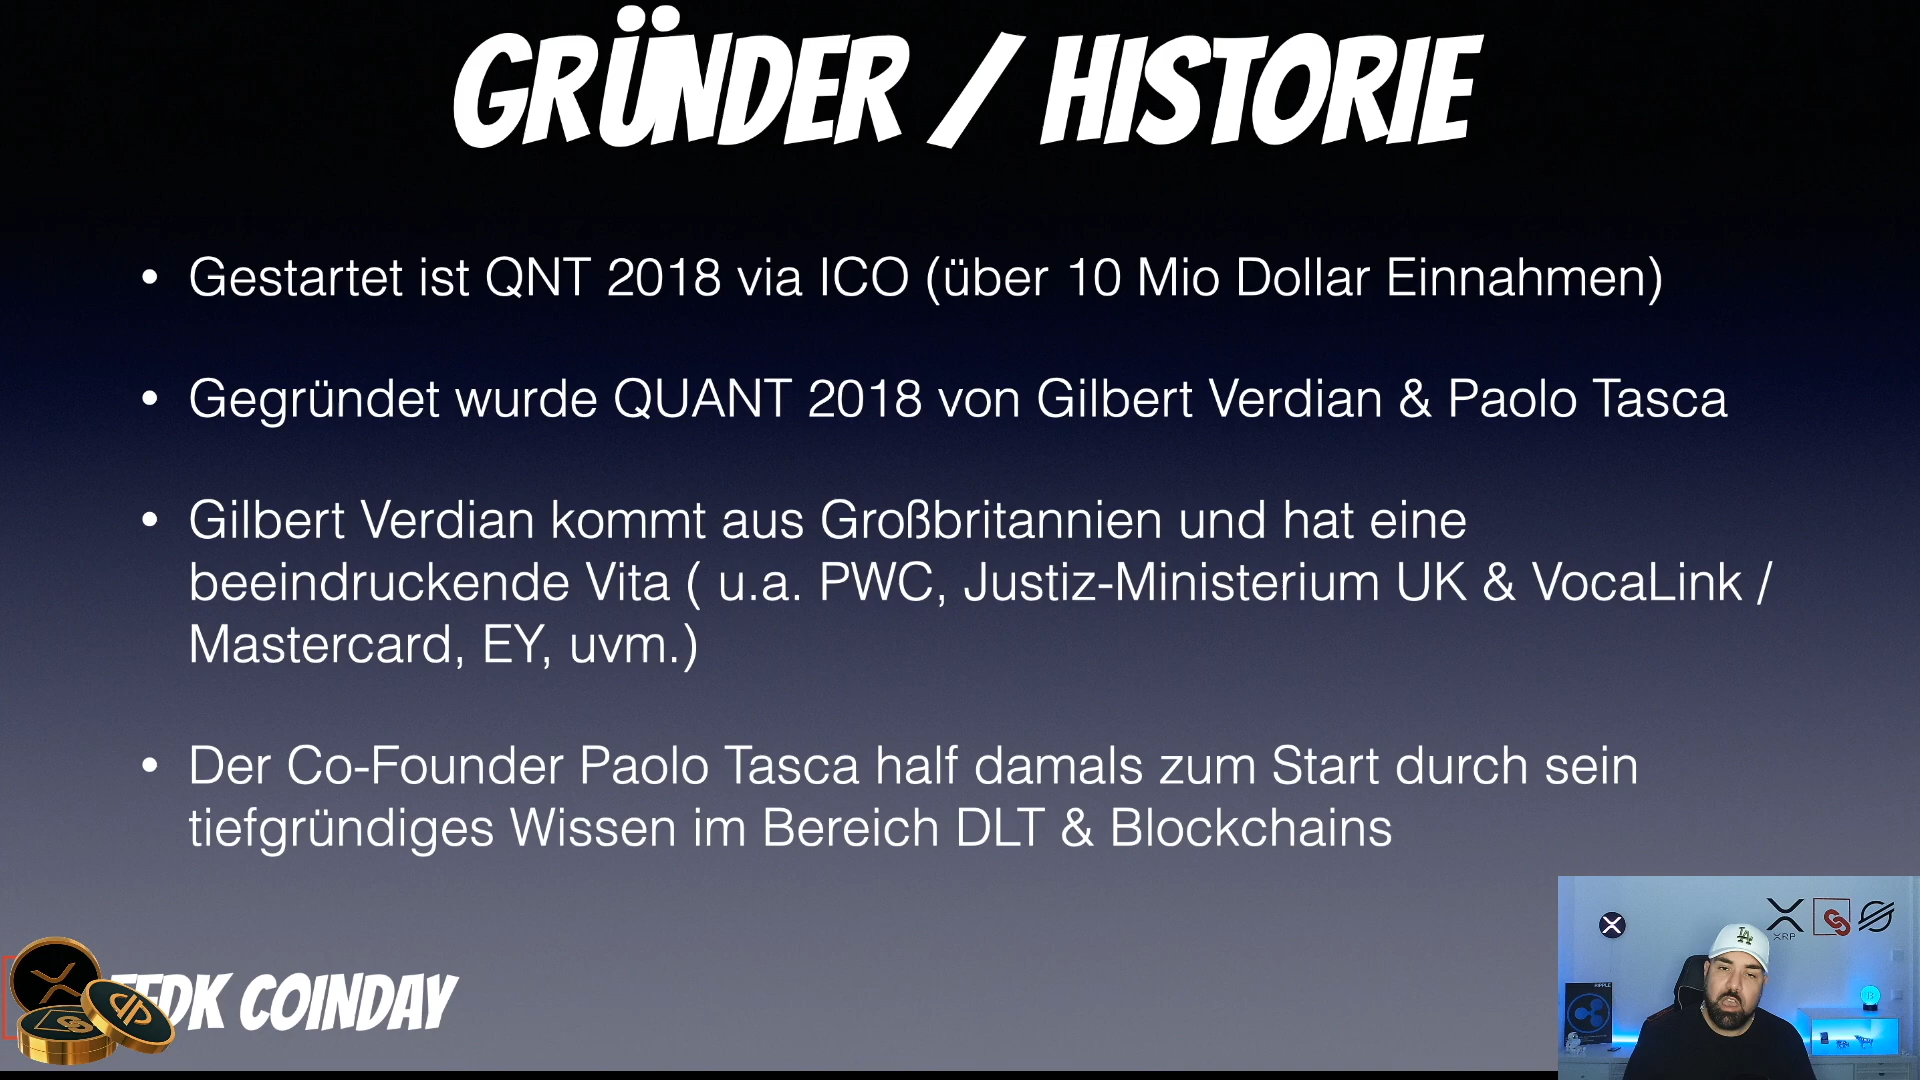 GRÜNDER / HISTORIE
• Gestartet ist QNT 2018 via ICO (über 10 Mio Dollar Einnahmen)
• Gegründet wurde QUANT 2018 von Gilbert Verdian & Paolo Tasca
• Gilbert Verdian kommt aus Großbritannien und hat eine
beeindruckende Vita ( u.a. PWC, Justiz-Ministerium UK & VocaLink /
Mastercard, EY, uvm.)
• Der Co-Founder Paolo Tasca half damals zum Start durch sein
tiefgründiges Wissen im Bereich DLT & Blockchains
COINDAY
XRP
LA
RIPPLE